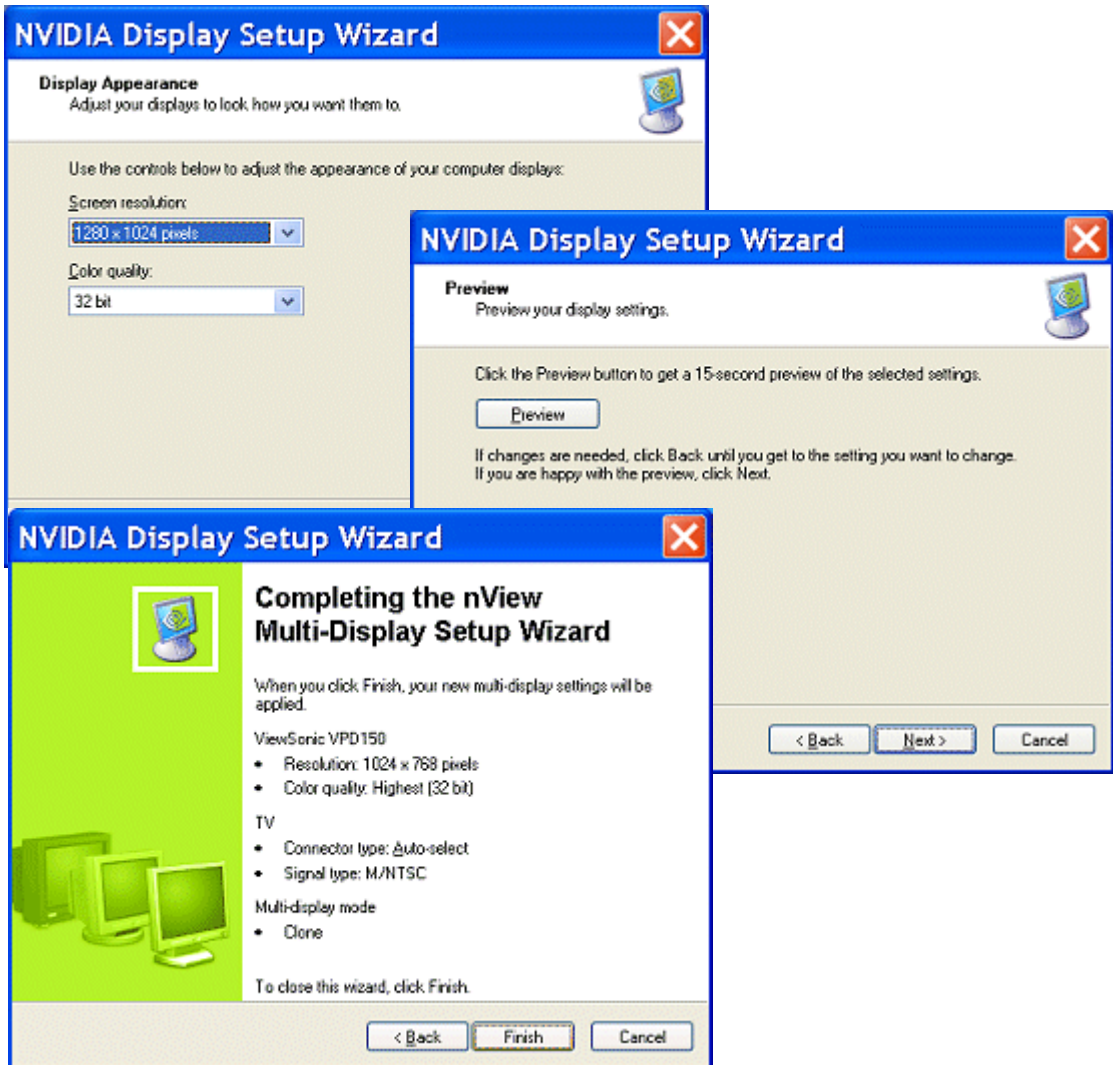 NVIDIA Display Setup Wizard
Display Appearance
Adjust your displays to look how you want them to.
Use the controls below to adjust the appearance of your computer displays:
Screen resolution:
1280 x 1024 pixels
Color quality:
32 bit
NVIDIA Display Setup Wizard
Preview
Preview your display settings.
Click the Preview button to get a 15-second preview of the selected settings.
Preview
If changes are needed, click Back until you get to the setting you want to change.
If you are happy with the preview, click Next.
< Back Next > Cancel
NVIDIA Display Setup Wizard
Completing the nView
Multi-Display Setup Wizard
When you click Finish, your new multi-display settings will be
applied.
ViewSonic VPD150
• Resolution: 1024 x 768 pixels
• Color quality: Highest (32 bit)
TV
• Connector type: Auto-select
• Signal type: M/NTSC
Multi-display mode
• Clone
To close this wizard, click Finish.
< Back Finish Cancel